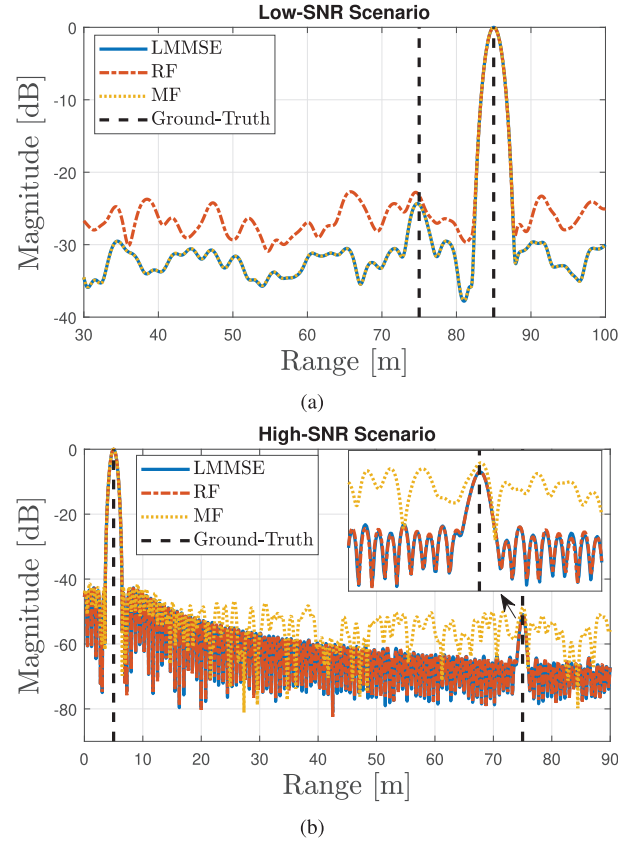 Low-SNR Scenario
0
-10
-20
-30
-40
Magnitude [dB]
LMMSE
RF
MF
Ground-Truth
30 40 50 60 70 80 90 100
Range [m]
(a)
High-SNR Scenario
0
-20
-40
-60
-80
Magnitude [dB]
LMMSE
RF
MF
Ground-Truth
0 10 20 30 40 50 60 70 80 90
Range [m]
(b)